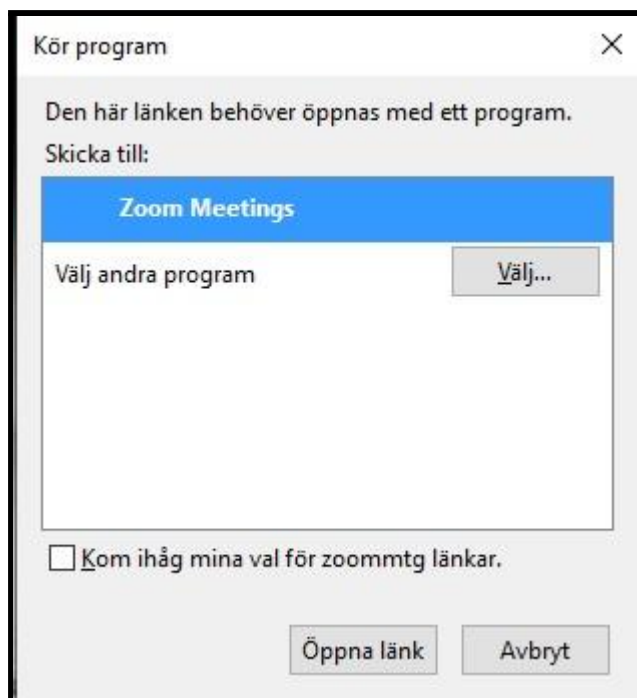 Kör program
Den här länken behöver öppnas med ett program.
Skicka till:
Zoom Meetings
Välj andra program
Välj...
Kom ihåg mina val för zoommtg länkar.
Öppna länk
Avbryt